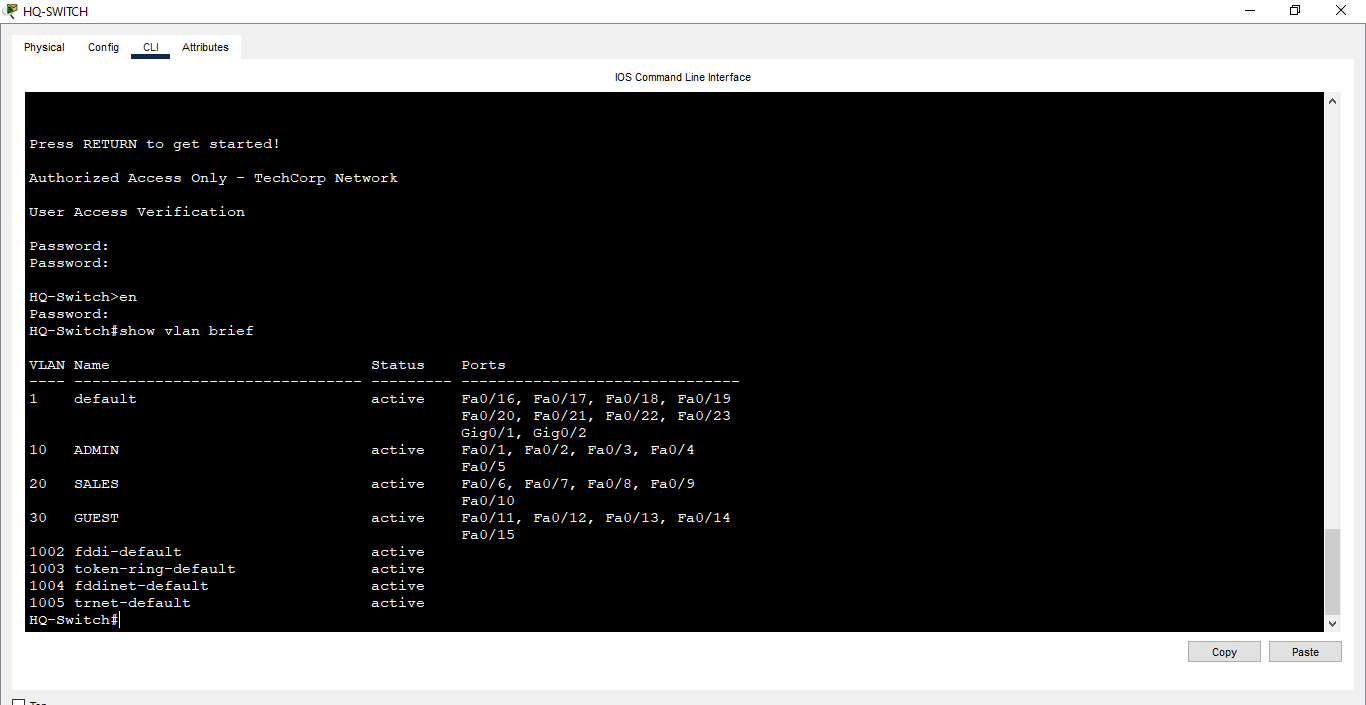 HQ-SWITCH
Physical Config CLI Attributes
IOS Command Line Interface
Press RETURN to get started!
Authorized Access Only - TechCorp Network
User Access Verification
Password:
Password:
HQ-Switch>en
Password:
HQ-Switch#show vlan brief
VLAN Name                             Status    Ports
---- -------------------------------- --------- -------------------------------
1    default                          active    Fa0/16, Fa0/17, Fa0/18, Fa0/19
                                                Fa0/20, Fa0/21, Fa0/22, Fa0/23
                                                Gig0/1, Gig0/2
10   ADMIN                            active    Fa0/1, Fa0/2, Fa0/3, Fa0/4
                                                Fa0/5
20   SALES                            active    Fa0/6, Fa0/7, Fa0/8, Fa0/9
                                                Fa0/10
30   GUEST                            active    Fa0/11, Fa0/12, Fa0/13, Fa0/14
                                                Fa0/15
1002 fddi-default                     active
1003 token-ring-default               active
1004 fddinet-default                  active
1005 trnet-default                    active
HQ-Switch#
Copy Paste